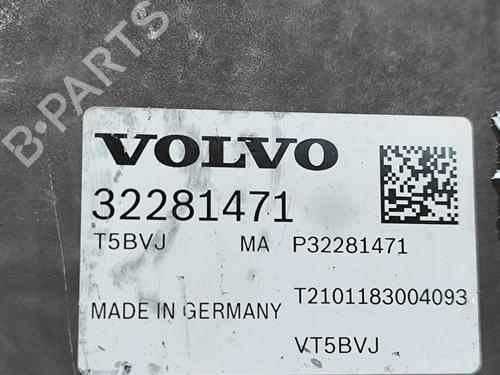 B-PARTS
VOLVO
32281471
T5BVJ MA P32281471
T2101183004093
MADE IN GERMANY
VT5BVJ